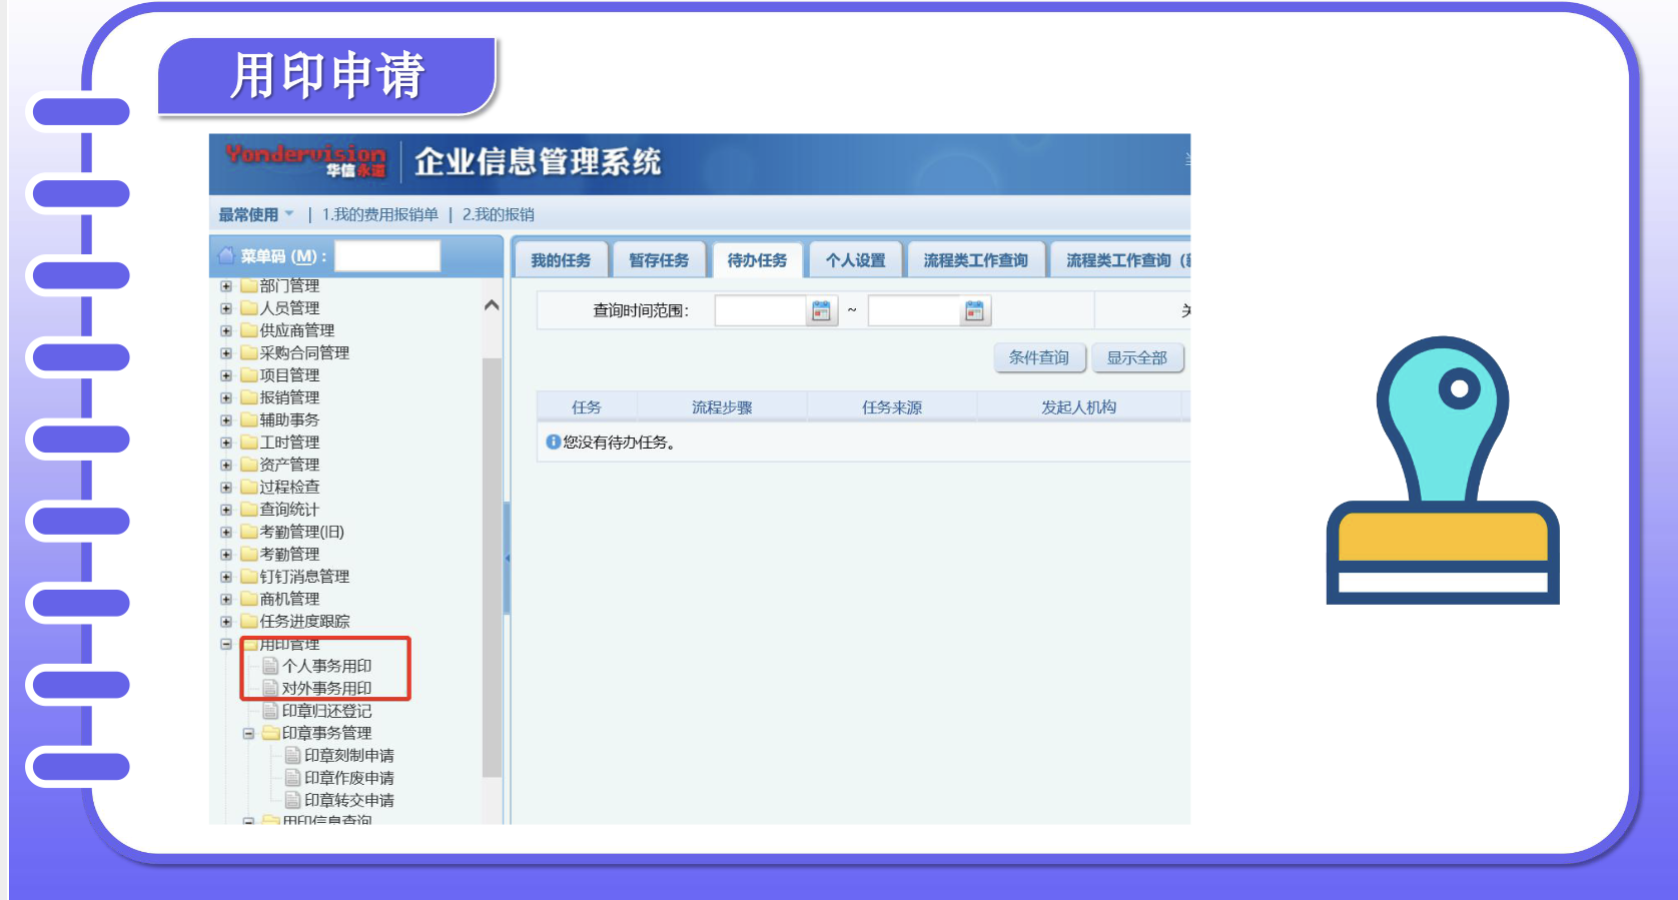 用印申请
Yondervision
华信永道
企业信息管理系统
最常使用 | 1.我的费用报销单 | 2.我的报销
菜单码 (M) :
我的任务 暂存任务 待办任务 个人设置 流程类工作查询 流程类工作查询
部门管理
人员管理
供应商管理
采购合同管理
项目管理
报销管理
辅助事务
工时管理
资产管理
过程检查
查询统计
考勤管理(旧)
考勤管理
钉钉消息管理
商机管理
任务进度跟踪
用印管理
个人事务用印
对外事务用印
印章归还登记
印章事务管理
印章刻制申请
印章作废申请
印章转交申请
用印信息查询
查询时间范围： ~
条件查询 显示全部
任务 流程步骤 任务来源 发起人机构
您没有待办任务。